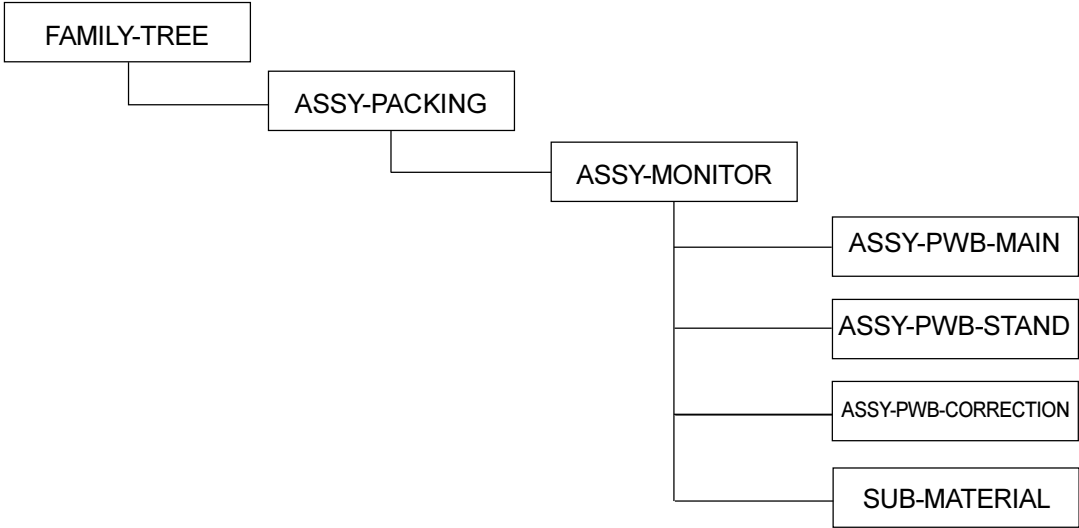 FAMILY-TREE
ASSY-PACKING
ASSY-MONITOR
ASSY-PWB-MAIN
ASSY-PWB-STAND
ASSY-PWB-CORRECTION
SUB-MATERIAL